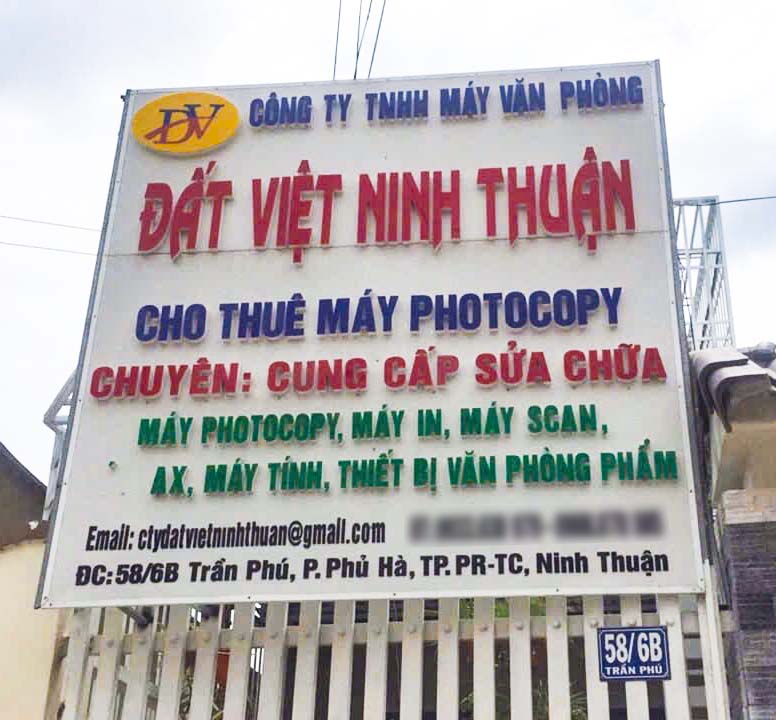 ĐV CÔNG TY TNHH MÁY VĂN PHÒNG
ĐẤT VIỆT NINH THUẬN
CHO THUÊ MÁY PHOTOCOPY
CHUYÊN: CUNG CẤP SỬA CHỮA
MÁY PHOTOCOPY, MÁY IN, MÁY SCAN,
AX, MÁY TÍNH, THIẾT BỊ VĂN PHÒNG PHẨM
Email: ctydatvietninhthuan@gmail.com
ĐC: 58/6B Trần Phú, P. Phủ Hà, TP. PR-TC, Ninh Thuận
58/6B
TRẦN PHÚ